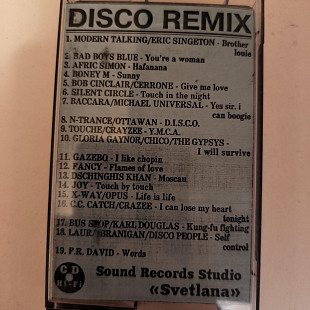 DISCO REMIX
1. MODERN TALKING/ERIC SINGETON - Brother
louie
2. BAD BOYS BLUE - You're a woman
3. AFRIC SIMON - Hafanana
4. BONEY M - Sunny
5. BOB CINCLAIR/CERRONE - Give me love
6. SILENT CIRCLE - Touch in the night
7. BACCARA/MICHAEL UNIVERSAL - Yes sir. i
can boogie
8. N-TRANCE/OTTAWAN - D.I.S.C.O.
9. TOUCHE/CRAYZEE - Y.M.C.A.
10. GLORIA GAYNOR/CHICO/THE GYPSYS -
I will survive
11. GAZEBO - I like chopin
12. FANCY - Flames of love
13. DSCHINGHIS KHAN - Moscau
14. JOY - Touch by touch
15. X-WAY/OPUS - Life is life
16. C.C. CATCH/CRAZEE - I can lose my heart
tonight
17. BUS STOP/KARL DOUGLAS - Kung-fu fighting
18. LAURA BRANIGAN/DISCO PEOPLE - Self
control
19. F.R. DAVID - Words
CD
HI-FI
Sound Records Studio
«Svetlana»